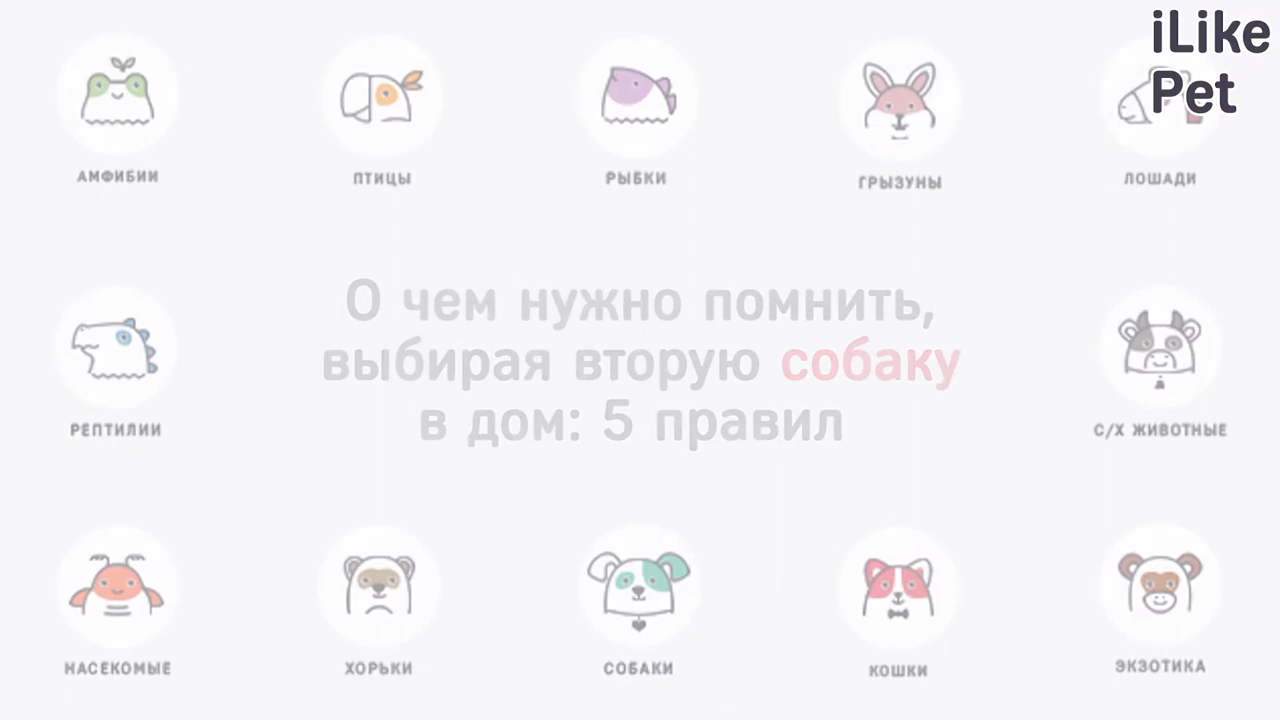 iLike
Pet
АМФИБИИ
ПТИЦЫ
РЫБКИ
ГРЫЗУНЫ
ЛОШАДИ
О чем нужно помнить,
выбирая вторую собаку
в дом: 5 правил
РЕПТИЛИИ
С/Х ЖИВОТНЫЕ
НАСЕКОМЫЕ
ХОРЬКИ
СОБАКИ
КОШКИ
ЭКЗОТИКА